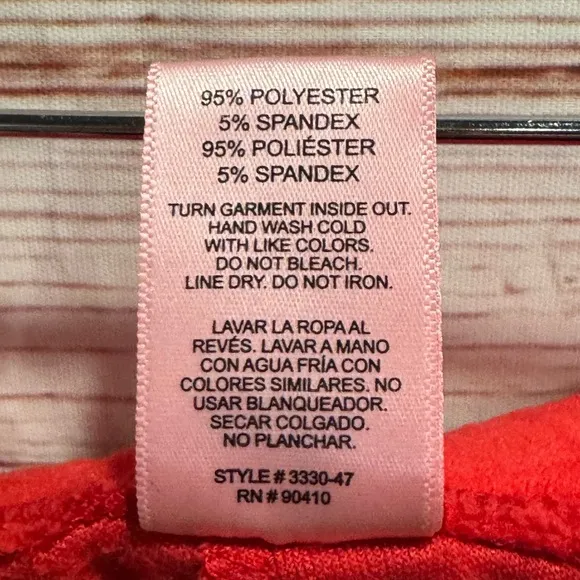 95% POLYESTER
5% SPANDEX
95% POLIÉSTER
5% SPANDEX
TURN GARMENT INSIDE OUT.
HAND WASH COLD
WITH LIKE COLORS.
DO NOT BLEACH.
LINE DRY. DO NOT IRON.
LAVAR LA ROPA AL
REVÉS. LAVAR A MANO
CON AGUA FRÍA CON
COLORES SIMILARES. NO
USAR BLANQUEADOR.
SECAR COLGADO.
NO PLANCHAR.
STYLE # 3330-47
RN # 90410